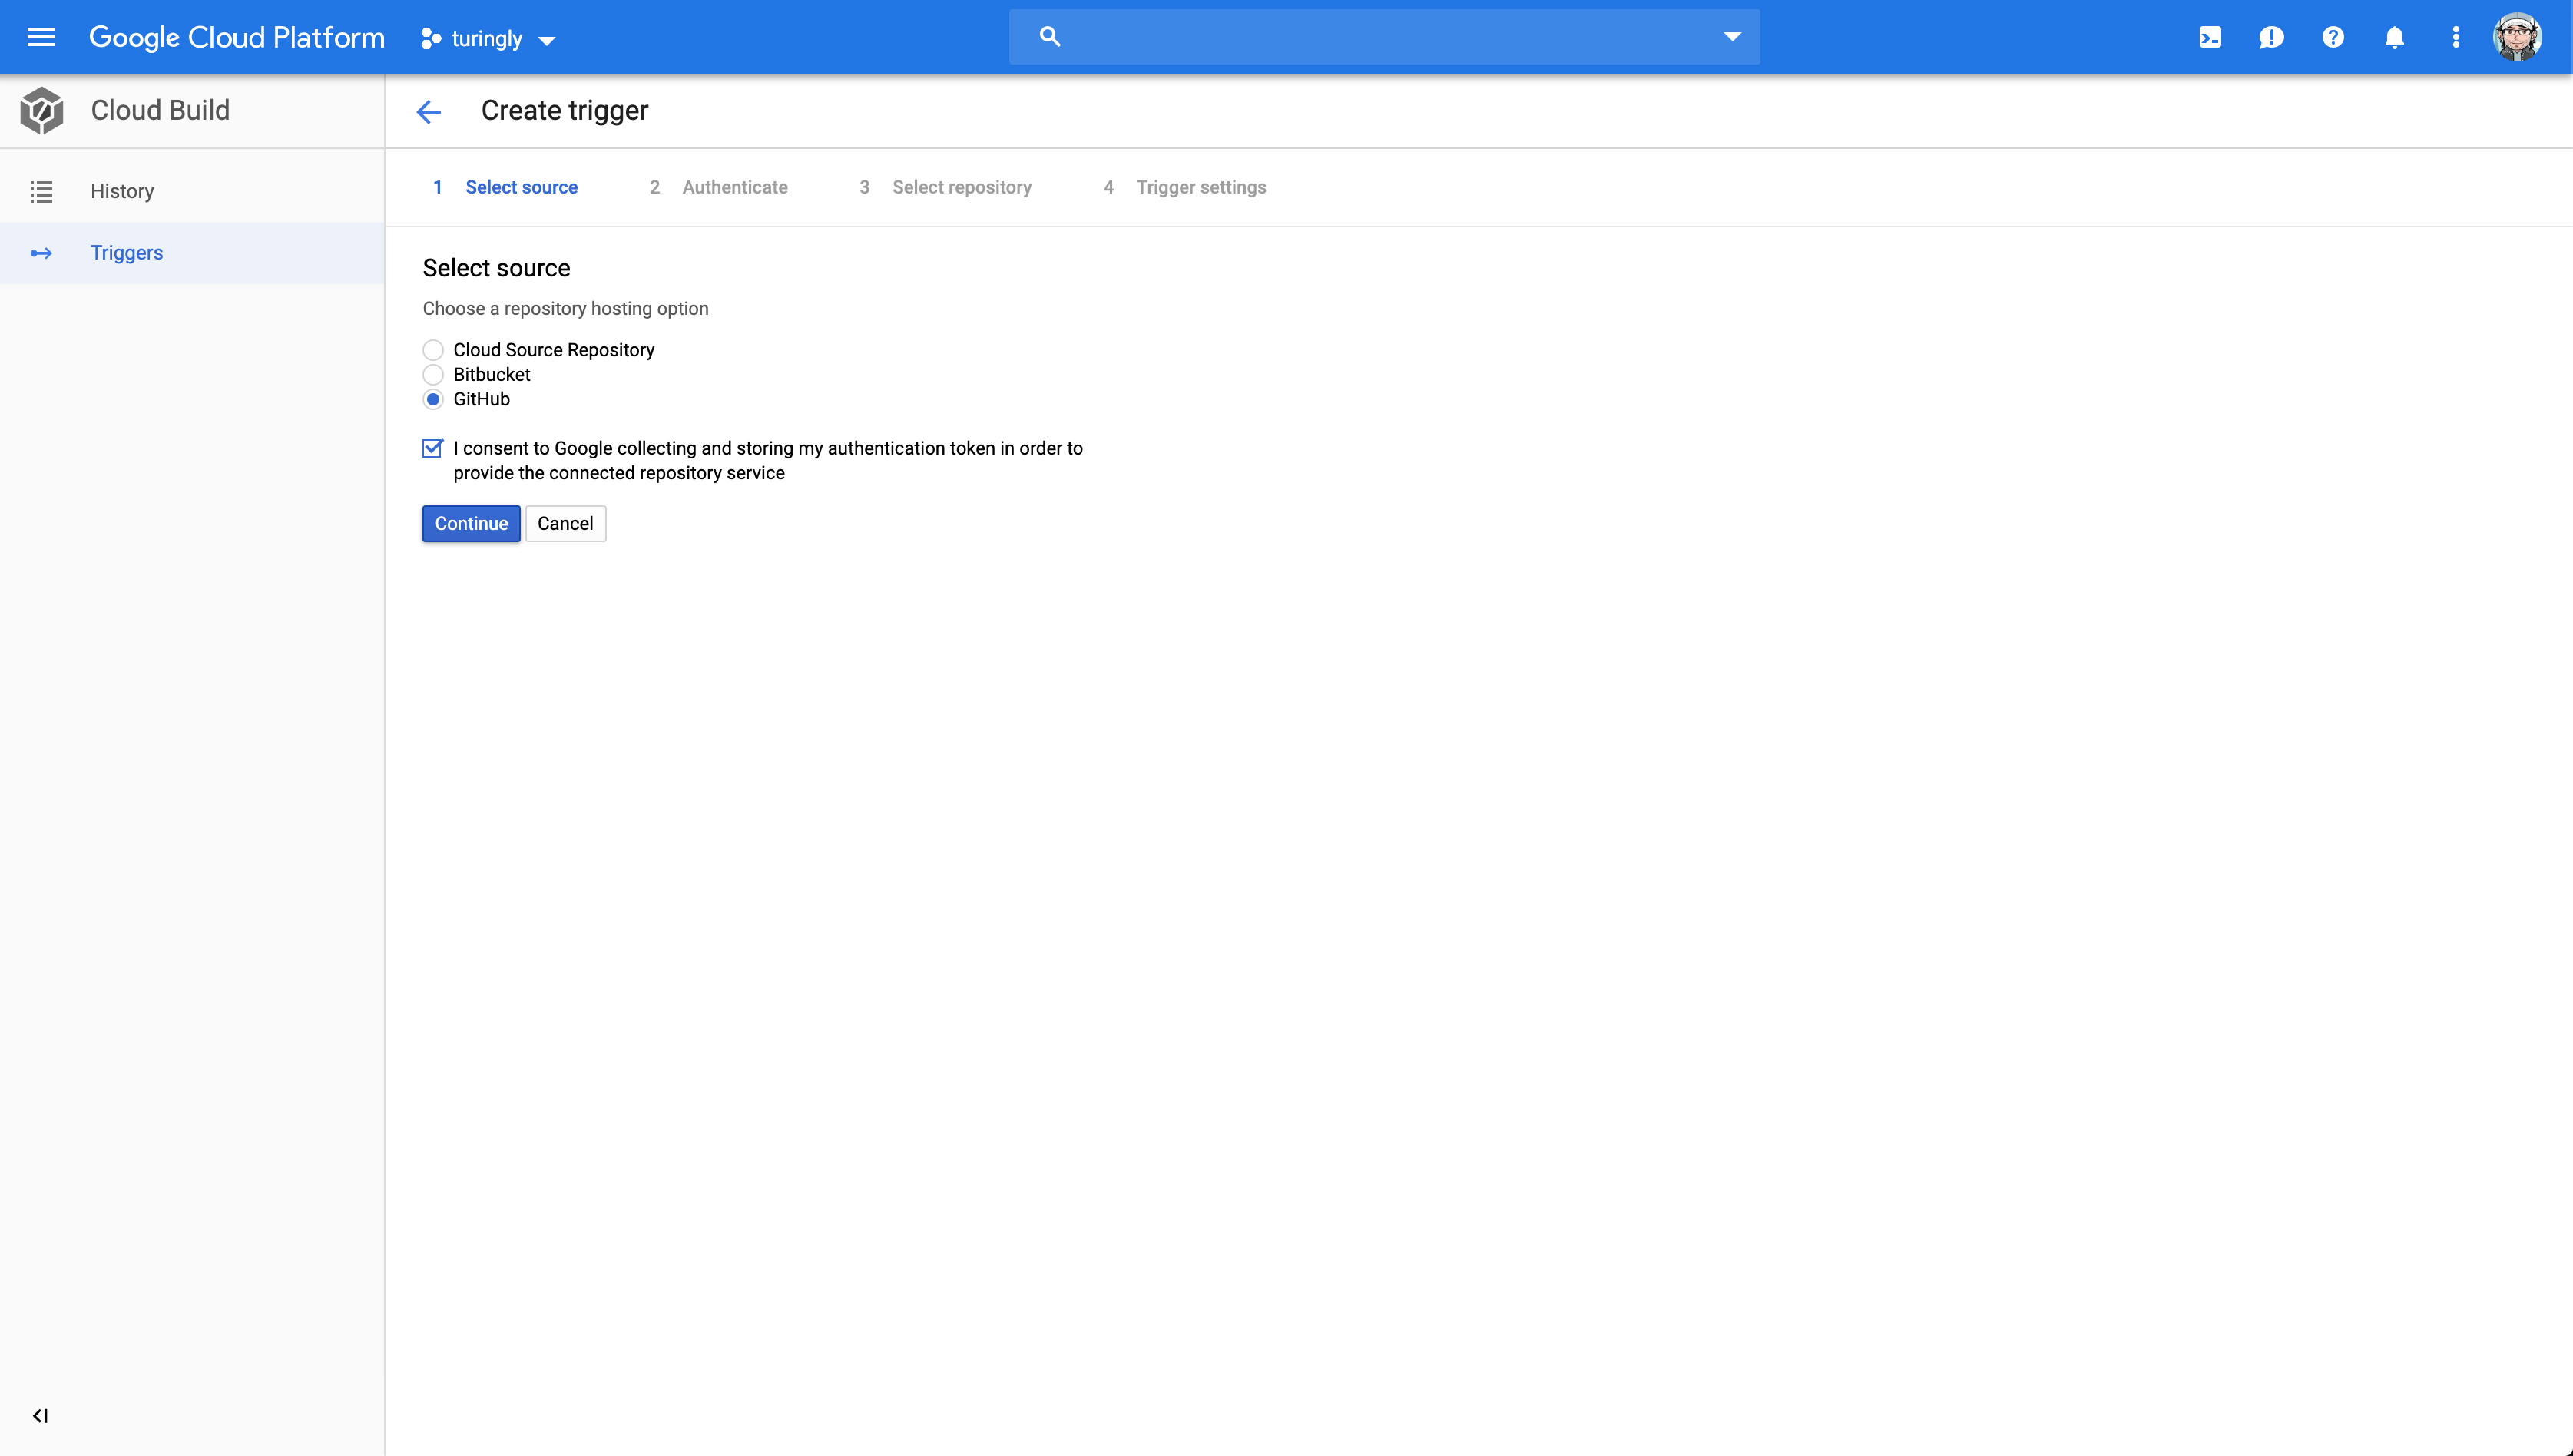 Google Cloud Platform
turingly
Cloud Build
Create trigger
History
Triggers
1 Select source 2 Authenticate 3 Select repository 4 Trigger settings
Select source
Choose a repository hosting option
Cloud Source Repository
Bitbucket
GitHub
I consent to Google collecting and storing my authentication token in order to
provide the connected repository service
Continue Cancel